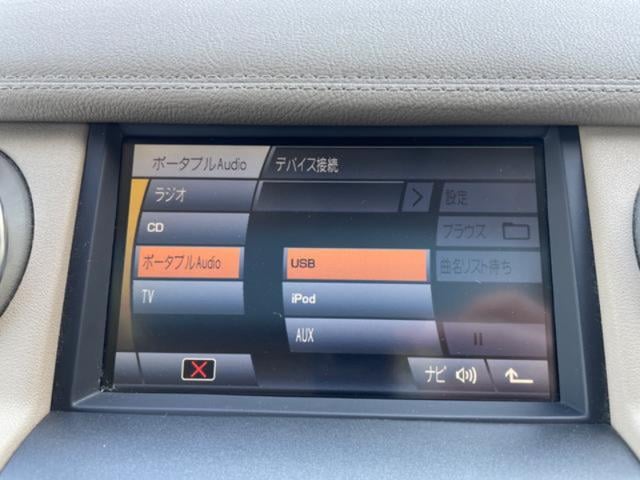 ポータブルAudio デバイス接続
ラジオ 設定
CD ブラウズ
ポータブルAudio USB 曲名リスト待ち
TV iPod
AUX
ナビ